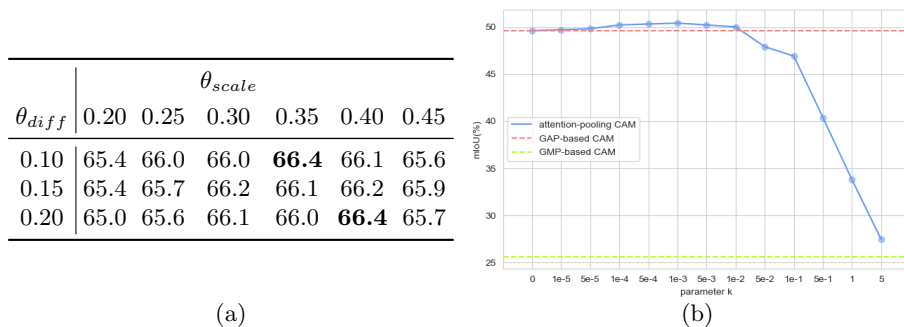 θ_scale
θ_diff 0.20 0.25 0.30 0.35 0.40 0.45
0.10 65.4 66.0 66.0 66.4 66.1 65.6
0.15 65.4 65.7 66.2 66.1 66.2 65.9
0.20 65.0 65.6 66.1 66.0 66.4 65.7
(a)
50
45
40
35
30
25
mIoU(%)
attention-pooling CAM
GAP-based CAM
GMP-based CAM
0 1e-5 5e-5 1e-4 5e-4 1e-3 5e-3 1e-2 5e-2 1e-1 5e-1 1 5
parameter k
(b)